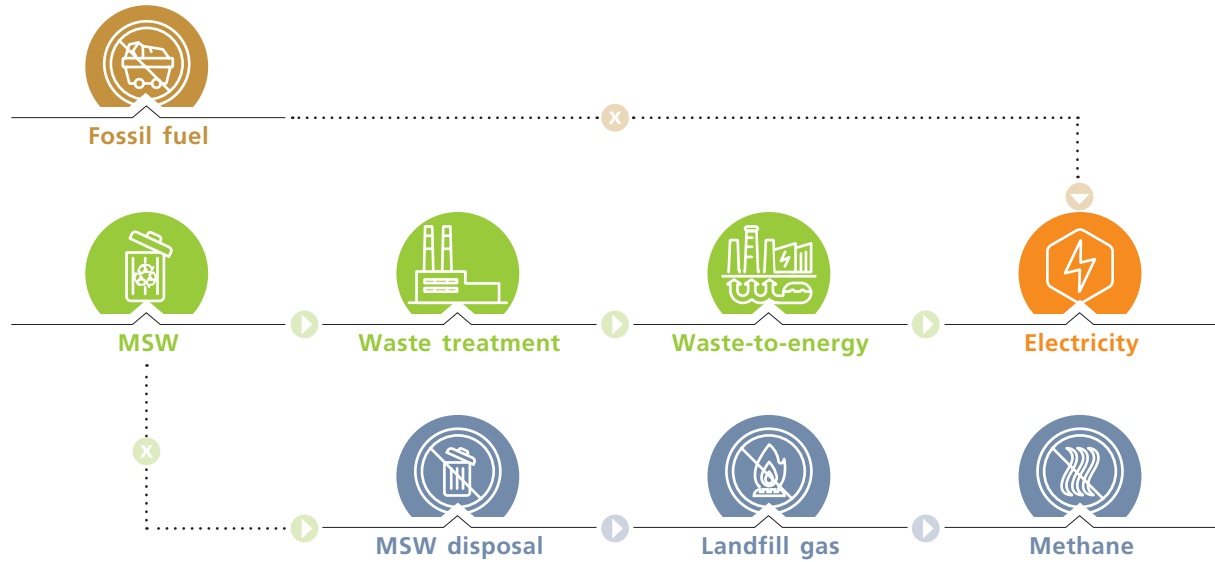 Fossil fuel
x
MSW
Waste treatment
Waste-to-energy
Electricity
x
MSW disposal
Landfill gas
Methane